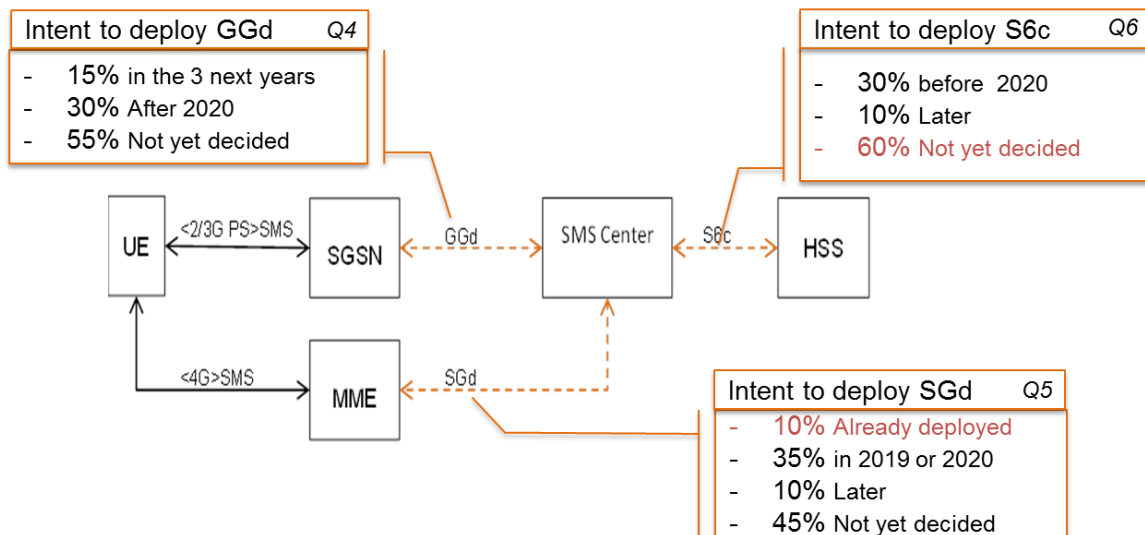 Intent to deploy GGd Q4
- 15% in the 3 next years
- 30% After 2020
- 55% Not yet decided
Intent to deploy S6c Q6
- 30% before 2020
- 10% Later
- 60% Not yet decided
UE
<2/3G PS>SMS
SGSN
GGd
SMS Center
S6c
HSS
<4G>SMS
MME
SGd
Intent to deploy SGd Q5
- 10% Already deployed
- 35% in 2019 or 2020
- 10% Later
- 45% Not yet decided